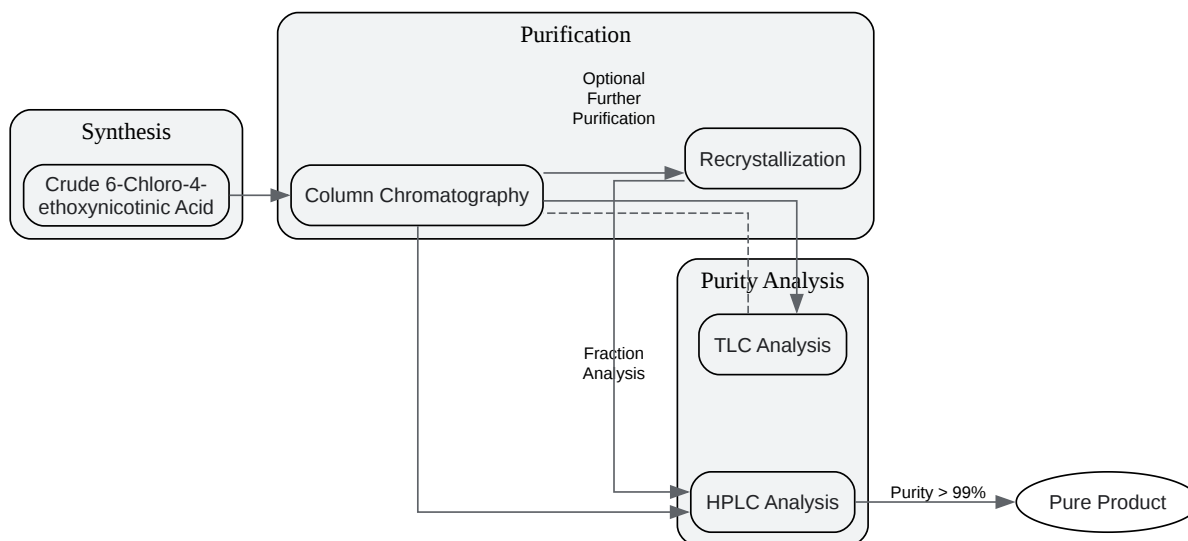 Purification
Optional
Further
Purification
Synthesis
Crude 6-Chloro-4-
ethoxynicotinic Acid
Column Chromatography
Recrystallization
Purity Analysis
TLC Analysis
Fraction
Analysis
HPLC Analysis
Purity > 99%
Pure Product